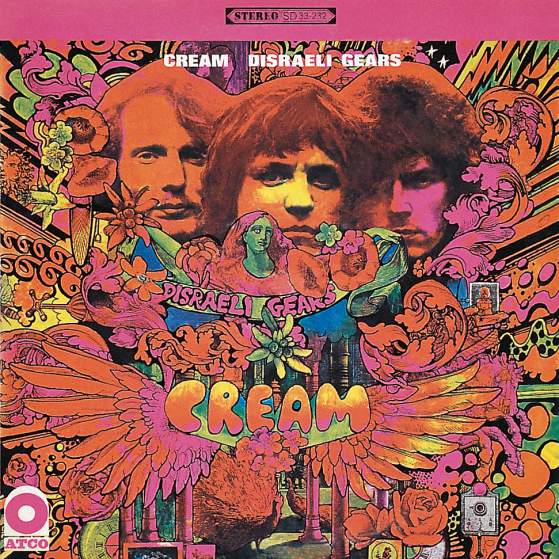 STEREO SD 33-232
CREAM DISRAELI GEARS
DISRAELI GEARS
CREAM
ATCO